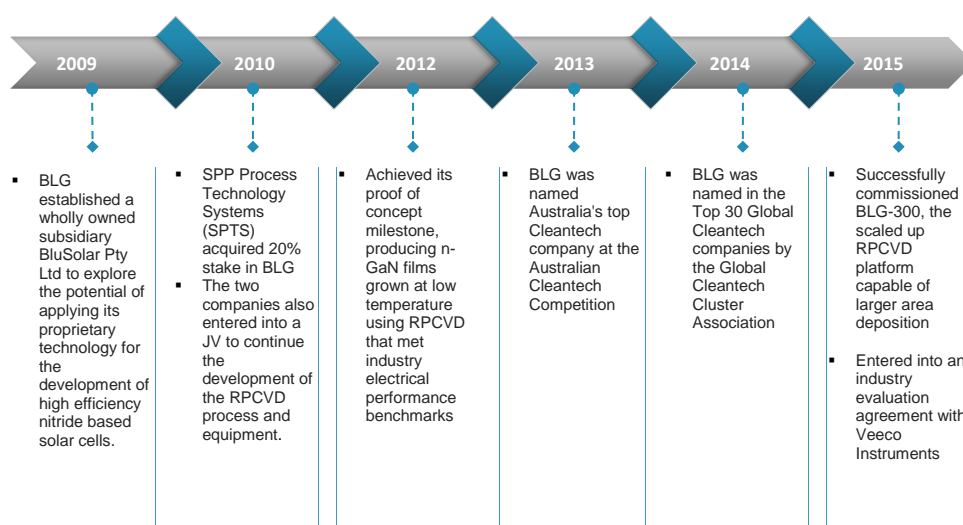 2009
2010
2012
2013
2014
2015
▪ BLG
established a
wholly owned
subsidiary
BluSolar Pty
Ltd to explore
the potential of
applying its
proprietary
technology for
the
development of
high efficiency
nitride based
solar cells.
▪ SPP Process
Technology
Systems
(SPTS)
acquired 20%
stake in BLG
▪ The two
companies also
entered into a
JV to continue
the
development of
the RPCVD
process and
equipment.
▪ Achieved its
proof of
concept
milestone,
producing n-
GaN films
grown at low
temperature
using RPCVD
that met
industry
electrical
performance
benchmarks
▪ BLG was
named
Australia's top
Cleantech
company at the
Australian
Cleantech
Competition
▪ BLG was
named in the
Top 30 Global
Cleantech
companies by
the Global
Cleantech
Cluster
Association
▪ Successfully
commissioned
BLG-300, the
scaled up
RPCVD
platform
capable of
larger area
deposition
▪ Entered into an
industry
evaluation
agreement with
Veeco
Instruments